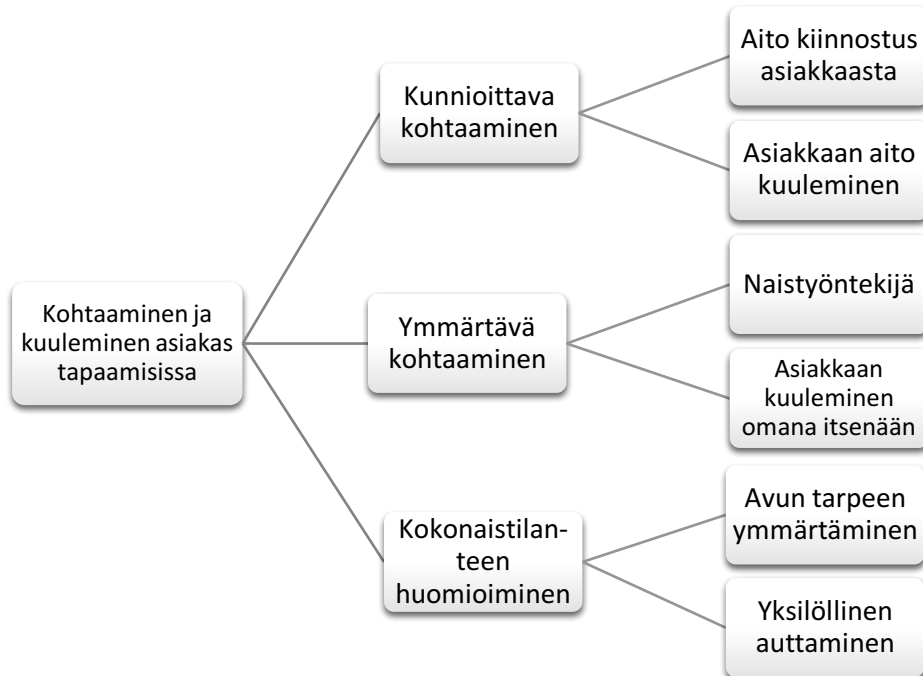 Kohtaaminen ja
kuuleminen asiakas
tapaamisissa
Kunnioittava
kohtaaminen
Aito kiinnostus
asiakkaasta
Asiakkaan aito
kuuleminen
Ymmärtävä
kohtaaminen
Naistyöntekijä
Asiakkaan
kuuleminen
omana itsenään
Kokonaistilan-
teen
huomioiminen
Avun tarpeen
ymmärtäminen
Yksilöllinen
auttaminen